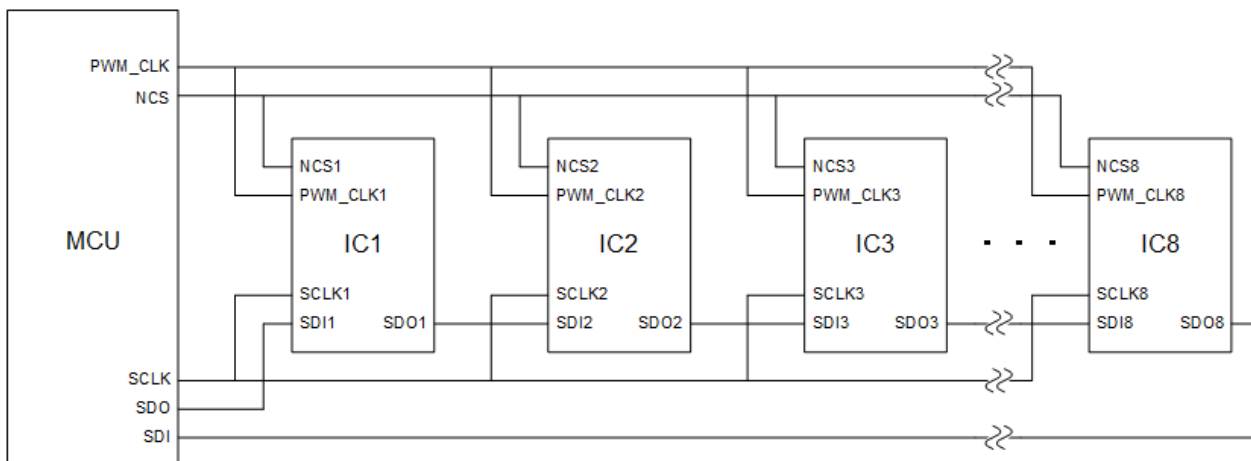 PWM_CLK
NCS
MCU
SCLK
SDO
SDI
NCS1
PWM_CLK1
IC1
SCLK1
SDI1 SDO1
NCS2
PWM_CLK2
IC2
SCLK2
SDI2 SDO2
NCS3
PWM_CLK3
IC3
SCLK3
SDI3 SDO3
NCS8
PWM_CLK8
IC8
SCLK8
SDI8 SDO8